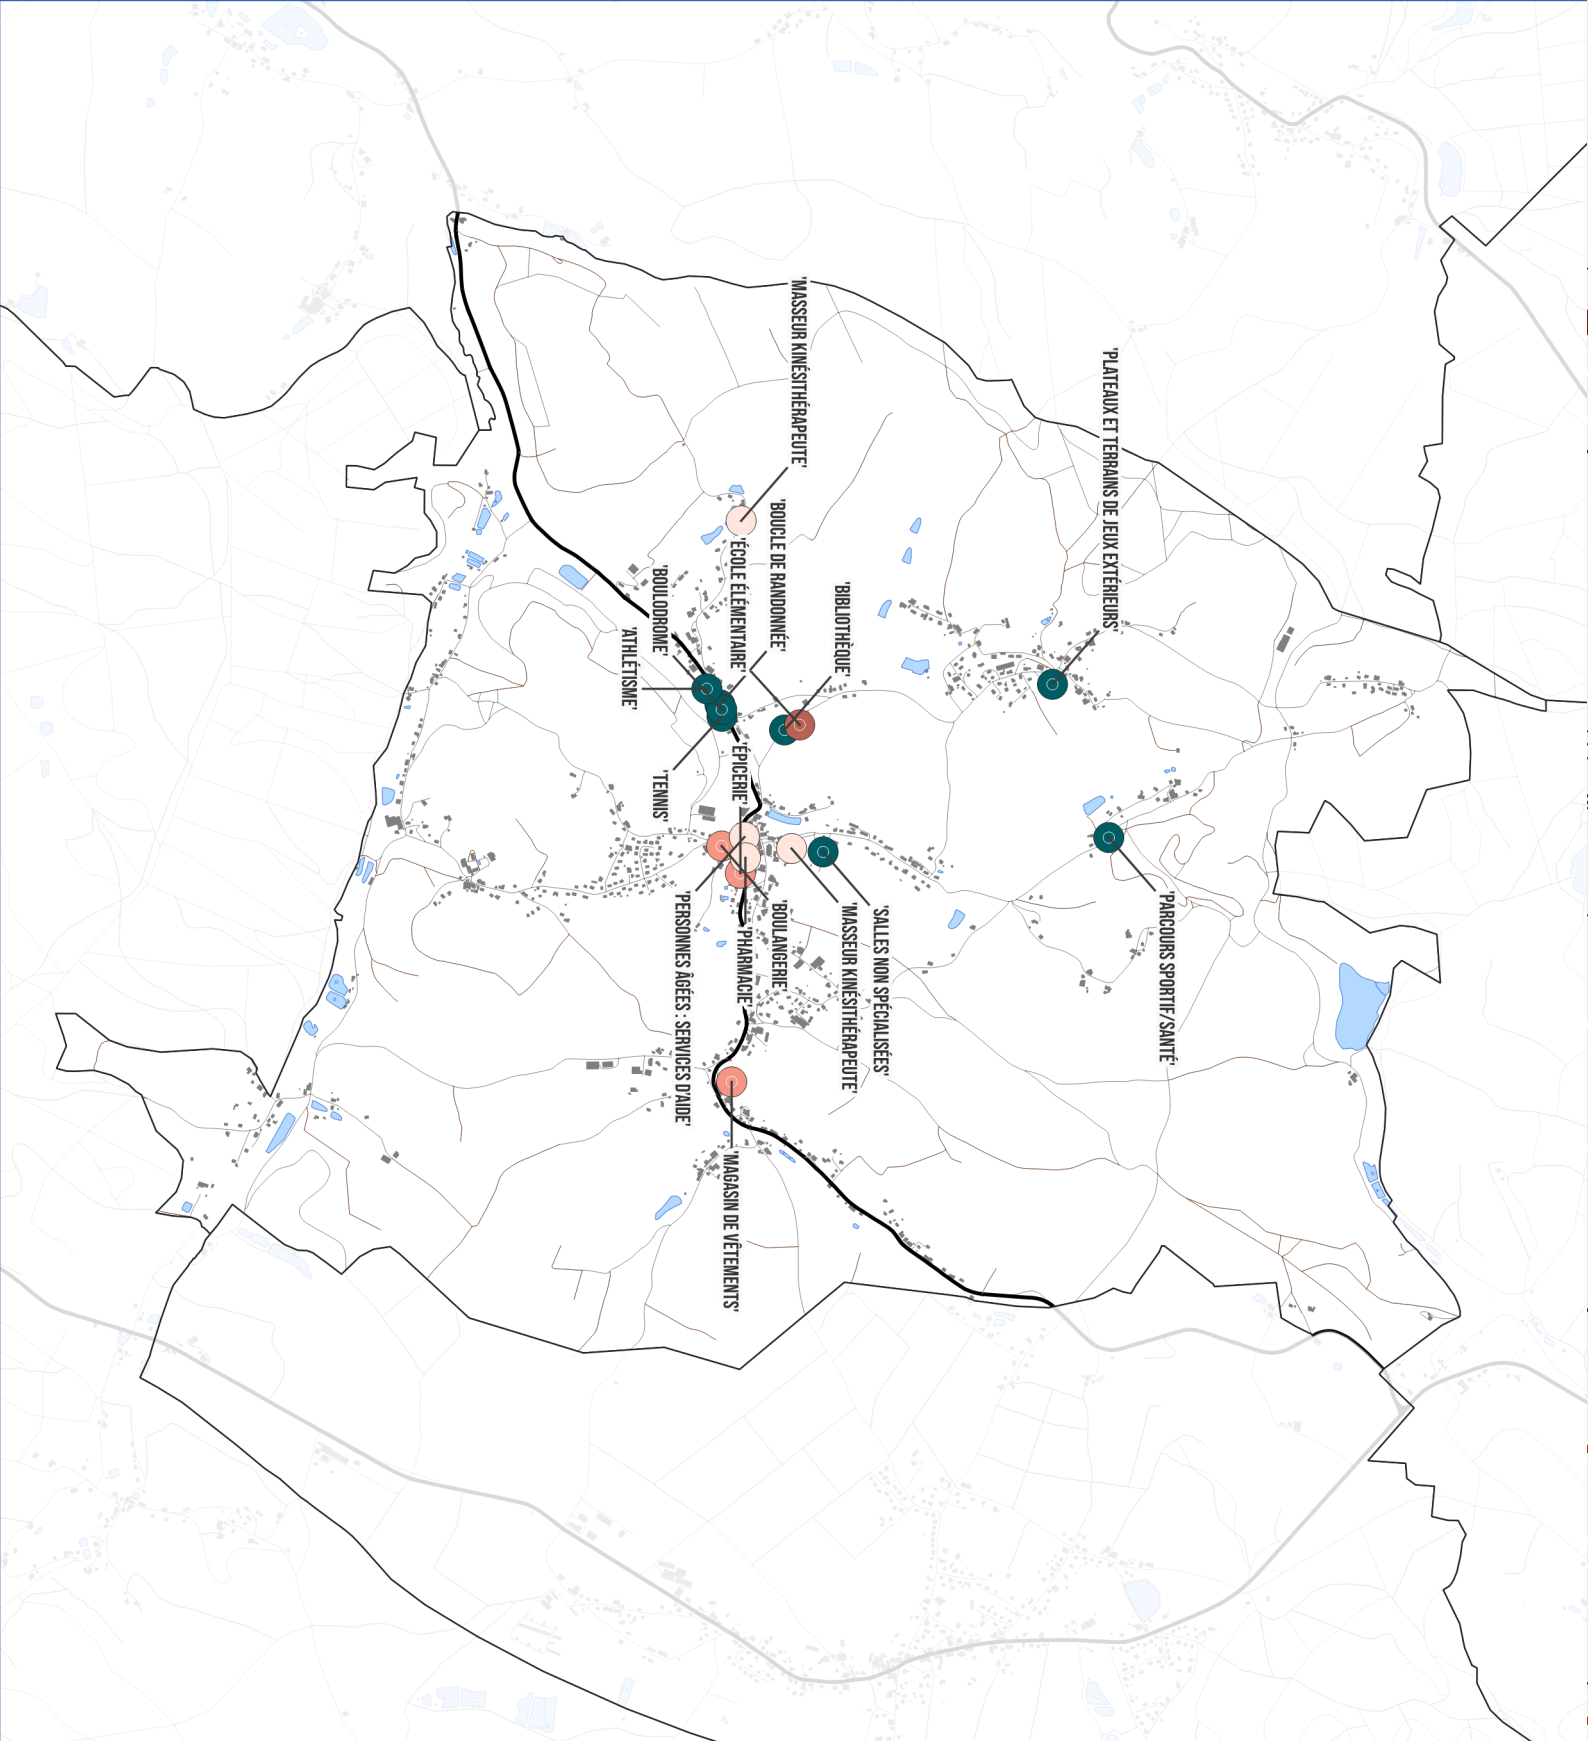 'PLATEAUX ET TERRAINS DE JEUX EXTÉRIEURS'
'MASSEUR KINÉSITHÉRAPEUTE'
'BOUCLE DE RANDONNÉE'
'BIBLIOTHÈQUE'
'ÉCOLE ÉLÉMENTAIRE'
'BOULODROME'
'ATHLÉTISME'
'TENNIS'
'ÉPICERIE'
'PARCOURS SPORTIF/SANTÉ'
'SALLES NON SPÉCIALISÉES'
'MASSEUR KINÉSITHÉRAPEUTE'
'BOULANGERIE'
'PHARMACIE'
'PERSONNES ÂGÉES : SERVICES D'AIDE'
'MAGASIN DE VÊTEMENTS'